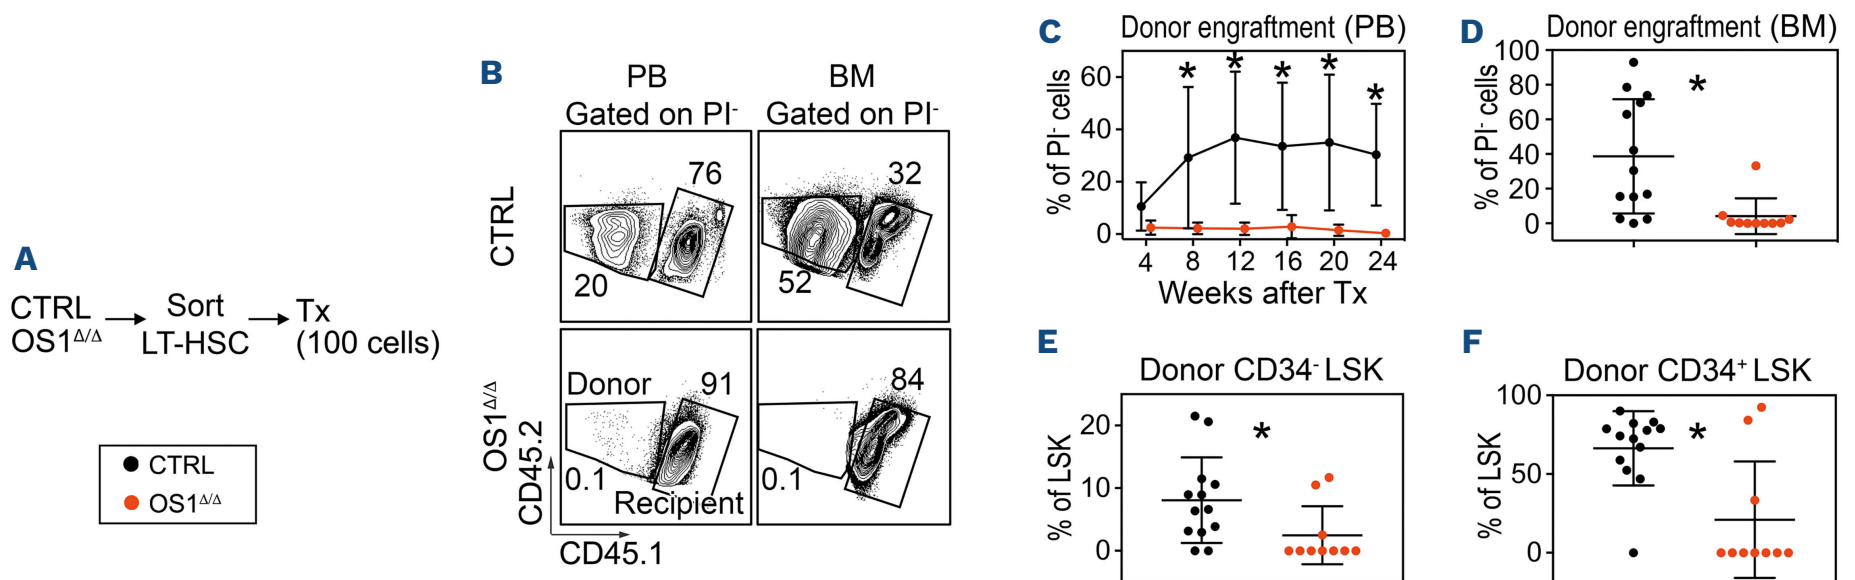 A
CTRL
OS1Δ/Δ
Sort
LT-HSC
Tx
(100 cells)
CTRL
OS1Δ/Δ
B
PB
Gated on PI-
BM
Gated on PI-
CTRL
76
20
32
52
OS1Δ/Δ
Donor
91
0.1
Recipient
84
0.1
CD45.2
CD45.1
C
Donor engraftment (PB)
% of PI- cells
60
40
20
0
* * * * *
4 8 12 16 20 24
Weeks after Tx
D
Donor engraftment (BM)
% of PI- cells
100
80
60
40
20
0
*
E
Donor CD34- LSK
% of LSK
20
10
0
*
F
Donor CD34+ LSK
% of LSK
100
50
0
*